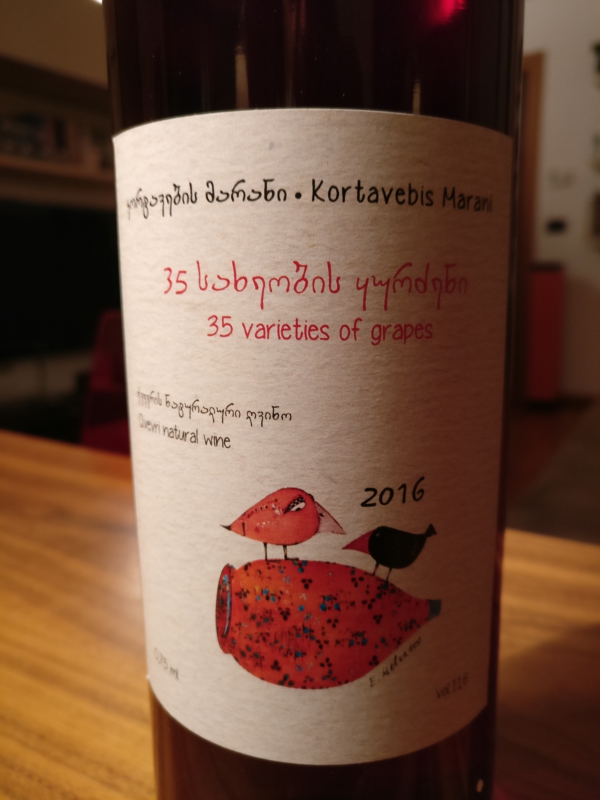 ქორთავების მარანი • Kortavebis Marani
35 სახეობის ყურძენი
35 varieties of grapes
ქვევრის ნატურალური ღვინო
Qvevri natural wine
2016